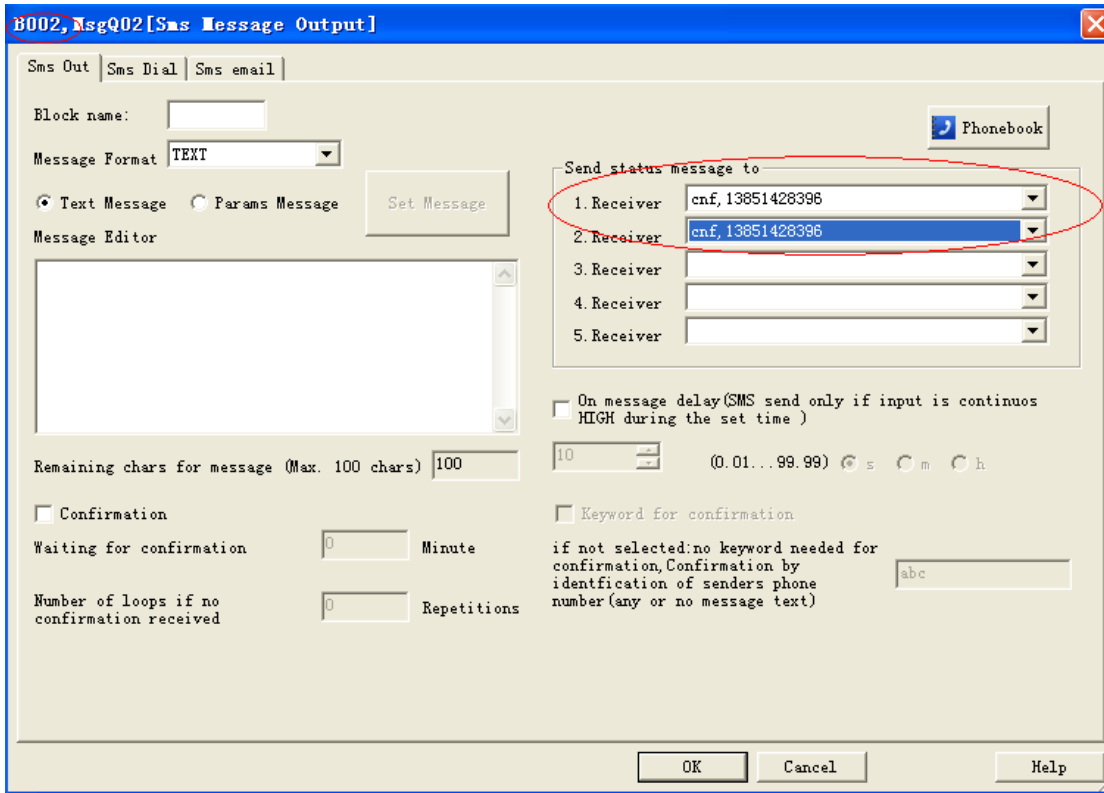 B002,MsgQ02[Sms Message Output]
Sms Out Sms Dial Sms email
Block name:
Phonebook
Message Format TEXT
Send status message to
Text Message Params Message Set Message
1.Receiver cnf,13851428396
Message Editor
2.Receiver cnf,13851428396
3.Receiver
4.Receiver
5.Receiver
On message delay(SMS send only if input is continuos
HIGH during the set time )
Remaining chars for message (Max. 100 chars) 100
10 (0.01...99.99) s m h
Confirmation
Keyword for confirmation
Waiting for confirmation 0 Minute
if not selected:no keyword needed for
confirmation,Confirmation by
identfication of senders phone
number(any or no message text)
abc
Number of loops if no
confirmation received
0 Repetitions
OK Cancel Help